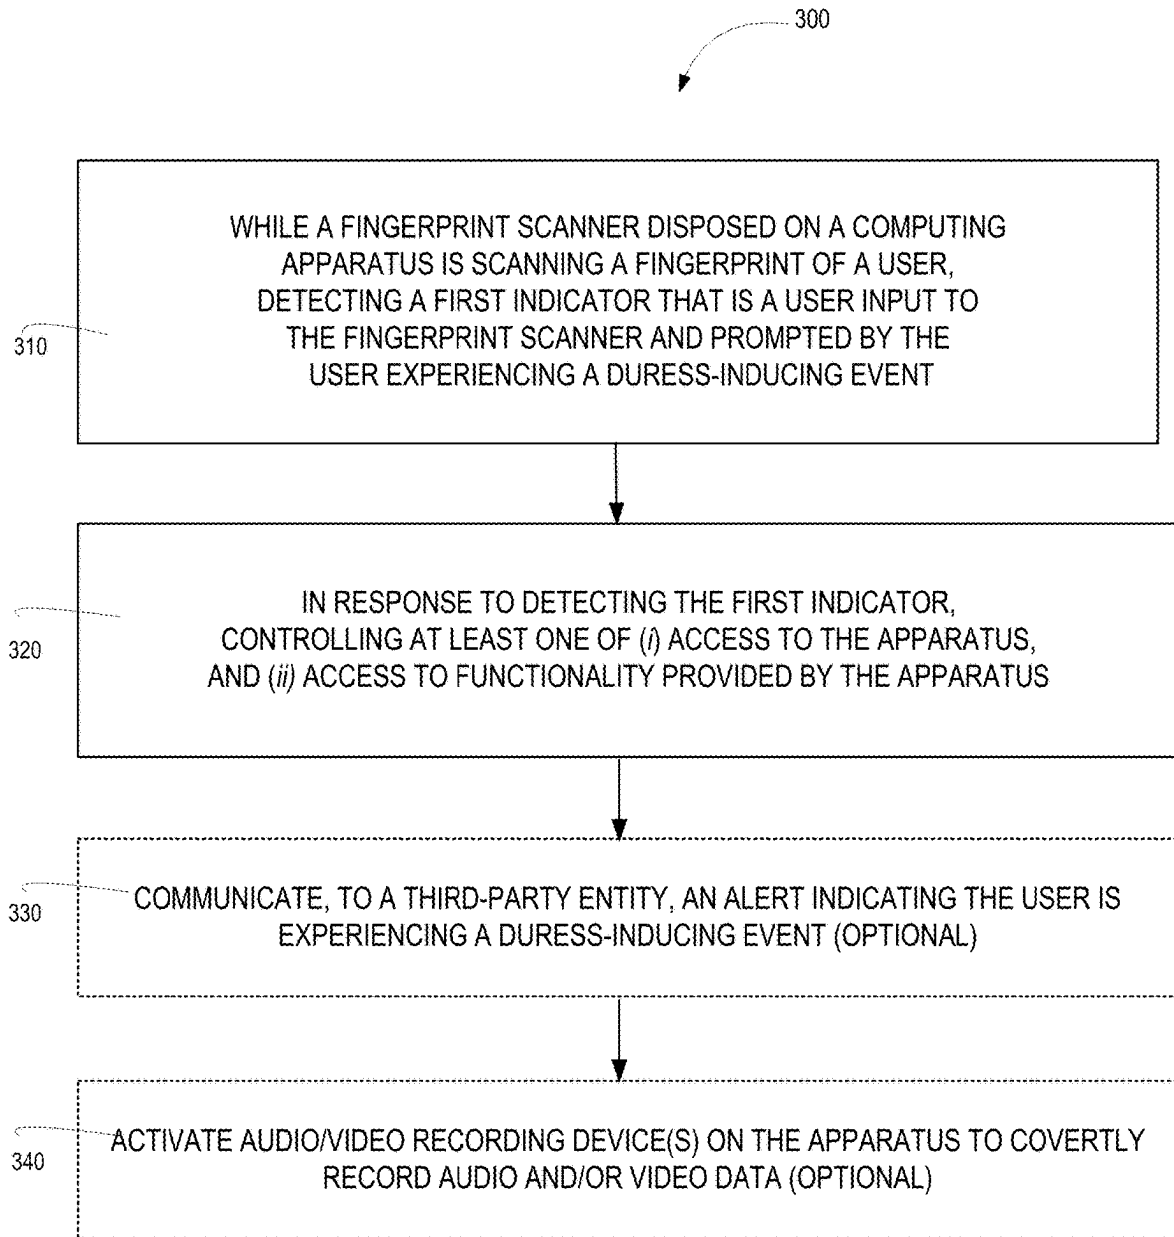 300
WHILE A FINGERPRINT SCANNER DISPOSED ON A COMPUTING
APPARATUS IS SCANNING A FINGERPRINT OF A USER,
DETECTING A FIRST INDICATOR THAT IS A USER INPUT TO
THE FINGERPRINT SCANNER AND PROMPTED BY THE
USER EXPERIENCING A DURESS-INDUCING EVENT
310
IN RESPONSE TO DETECTING THE FIRST INDICATOR,
CONTROLLING AT LEAST ONE OF (i) ACCESS TO THE APPARATUS,
AND (ii) ACCESS TO FUNCTIONALITY PROVIDED BY THE APPARATUS
320
COMMUNICATE, TO A THIRD-PARTY ENTITY, AN ALERT INDICATING THE USER IS
EXPERIENCING A DURESS-INDUCING EVENT (OPTIONAL)
330
ACTIVATE AUDIO/VIDEO RECORDING DEVICE(S) ON THE APPARATUS TO COVERTLY
RECORD AUDIO AND/OR VIDEO DATA (OPTIONAL)
340